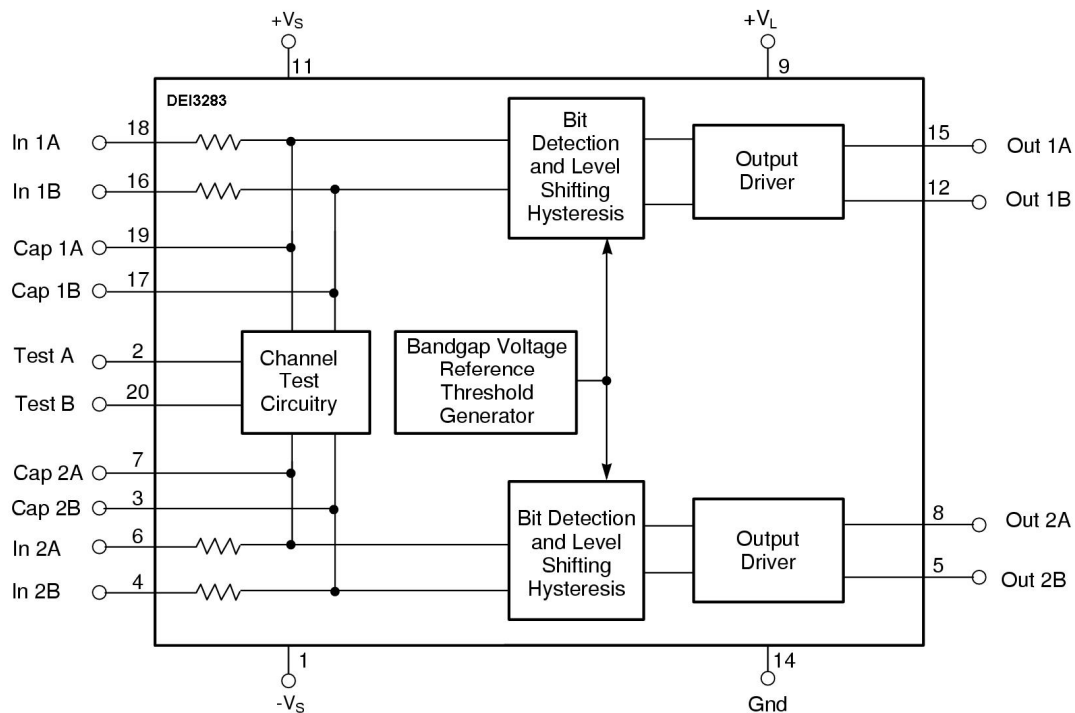 +VS
+VL
11
9
DEI3283
In 1A
18
In 1B
16
Cap 1A
19
Cap 1B
17
Test A
2
Test B
20
Cap 2A
7
Cap 2B
3
In 2A
6
In 2B
4
Bit
Detection
and Level
Shifting
Hysteresis
Output
Driver
15
Out 1A
12
Out 1B
Channel
Test
Circuitry
Bandgap Voltage
Reference
Threshold
Generator
Bit Detection
and Level
Shifting
Hysteresis
Output
Driver
8
Out 2A
5
Out 2B
1
-VS
14
Gnd